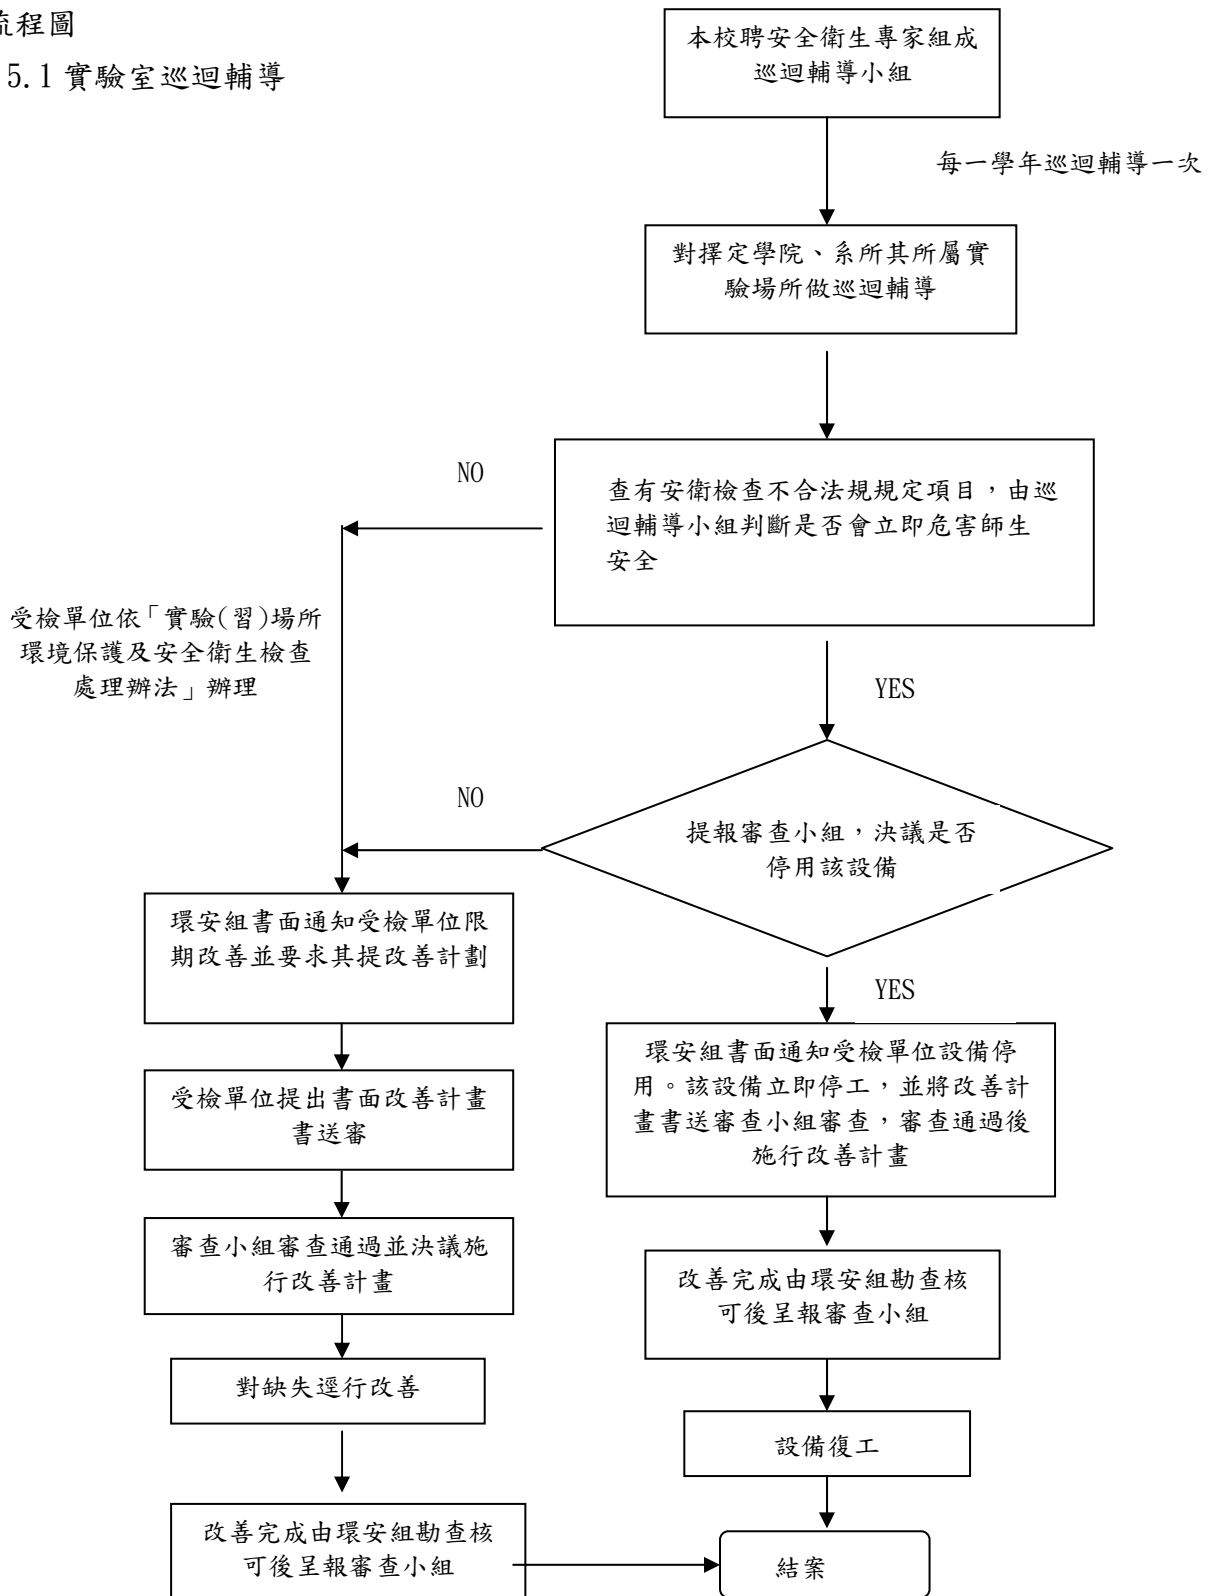 流程圖
5.1 實驗室巡迴輔導
本校聘安全衛生專家組成
巡迴輔導小組
每一學年巡迴輔導一次
對擇定學院、系所其所屬實
驗場所做巡迴輔導
NO
查有安衛檢查不合法規規定項目，由巡
迴輔導小組判斷是否會立即危害師生
安全
受檢單位依「實驗(習)場所
環境保護及安全衛生檢查
處理辦法」辦理
YES
NO
提報審查小組，決議是否
停用該設備
環安組書面通知受檢單位限
期改善並要求其提改善計劃
YES
環安組書面通知受檢單位設備停
用。該設備立即停工，並將改善計
畫書送審查小組審查，審查通過後
施行改善計畫
受檢單位提出書面改善計畫
書送審
審查小組審查通過並決議施
行改善計畫
改善完成由環安組勘查核
可後呈報審查小組
對缺失逕行改善
設備復工
改善完成由環安組勘查核
可後呈報審查小組
結案